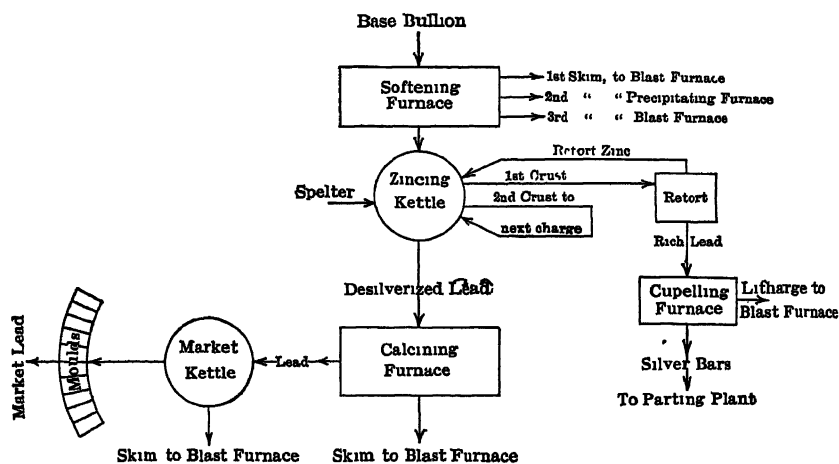 Base Bullion
Softening
Furnace
1st Skim, to Blast Furnace
2nd “ “ Precipitating Furnace
3rd “ “ Blast Furnace
Retort Zinc
Zincing
Kettle
1st Crust
2nd Crust to
next charge
Spelter
Retort
Rich Lead
Cupelling
Furnace
Litharge to
Blast Furnace
Silver Bars
To Parting Plant
Desilverized Lead
Calcining
Furnace
Lead
Market
Kettle
Moulds
Market Lead
Skim to Blast Furnace
Skim to Blast Furnace